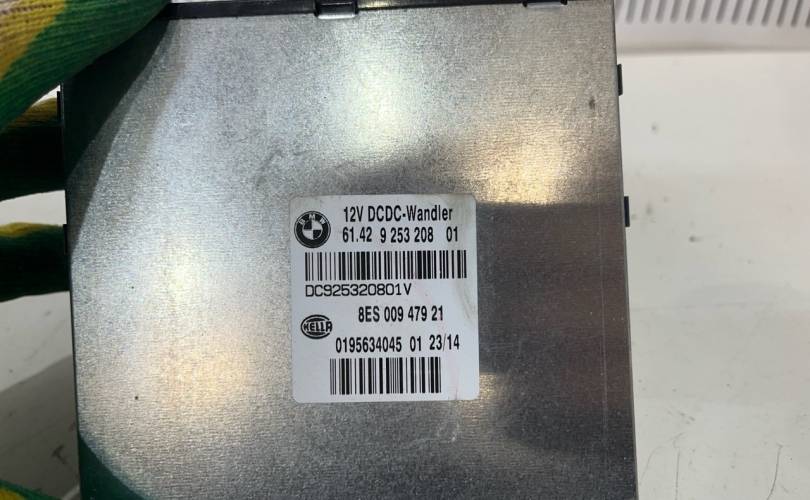 BMW
12V DCDC-Wandler
61.42 9 253 208 01
DC925320801V
8ES 009 479 21
HELLA
0195634045 01 23/14